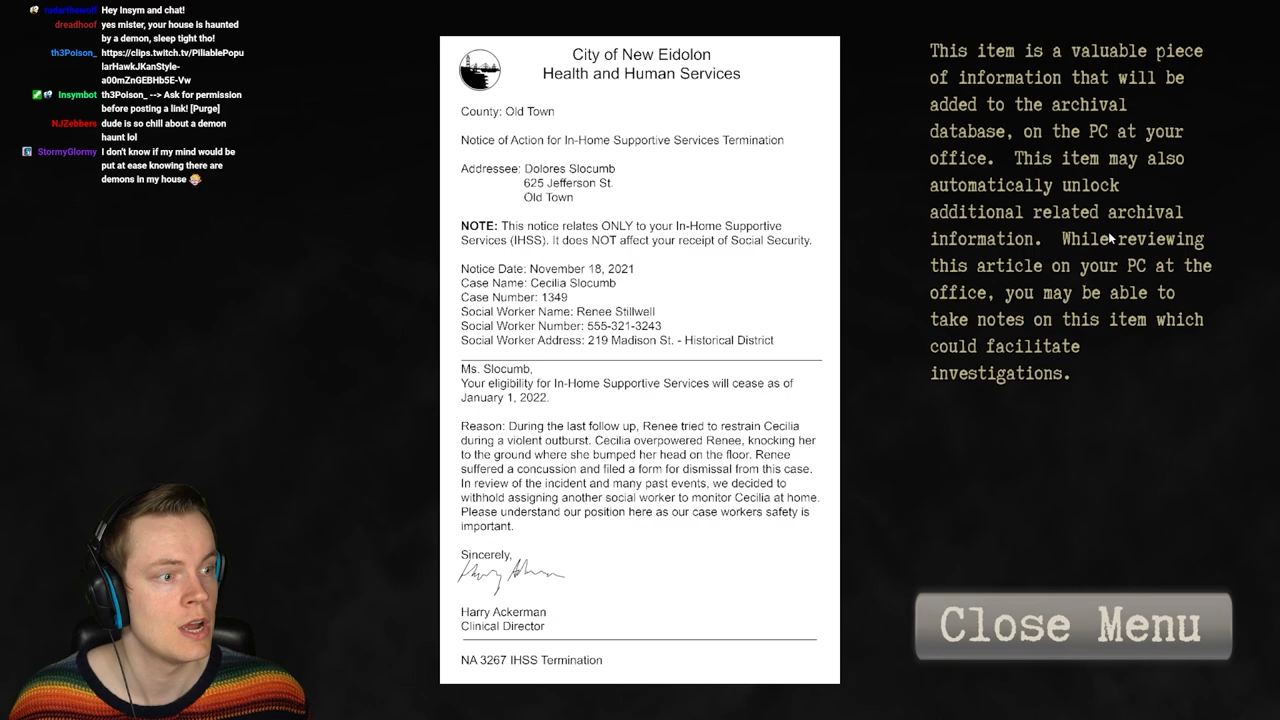 radarthewolf Hey Insym and chat!
dreadhoof yes mister, your house is haunted
by a demon, sleep tight tho!
th3Poison_ https://clips.twitch.tv/PiliablePopu
larHawkJKanStyle-
a00mZnGEBHb5E-Vw
Insymbot th3Poison_ --> Ask for permission
before posting a link! [Purge]
NJZebbers dude is so chill about a demon
haunt lol
StormyGlormy I don't know if my mind would be
put at ease knowing there are
demons in my house
City of New Eidolon
Health and Human Services
County: Old Town
Notice of Action for In-Home Supportive Services Termination
Addressee: Dolores Slocumb
625 Jefferson St.
Old Town
NOTE: This notice relates ONLY to your In-Home Supportive
Services (IHSS). It does NOT affect your receipt of Social Security.
Notice Date: November 18, 2021
Case Name: Cecilia Slocumb
Case Number: 1349
Social Worker Name: Renee Stillwell
Social Worker Number: 555-321-3243
Social Worker Address: 219 Madison St. - Historical District
Ms. Slocumb,
Your eligibility for In-Home Supportive Services will cease as of
January 1, 2022.
Reason: During the last follow up, Renee tried to restrain Cecilia
during a violent outburst. Cecilia overpowered Renee, knocking her
to the ground where she bumped her head on the floor. Renee
suffered a concussion and filed a form for dismissal from this case.
In review of the incident and many past events, we decided to
withhold assigning another social worker to monitor Cecilia at home.
Please understand our position here as our case workers safety is
important.
Sincerely,
Harry Ackerman
Clinical Director
NA 3267 IHSS Termination
This item is a valuable piece
of information that will be
added to the archival
database, on the PC at your
office. This item may also
automatically unlock
additional related archival
information. While reviewing
this article on your PC at the
office, you may be able to
take notes on this item which
could facilitate
investigations.
Close Menu